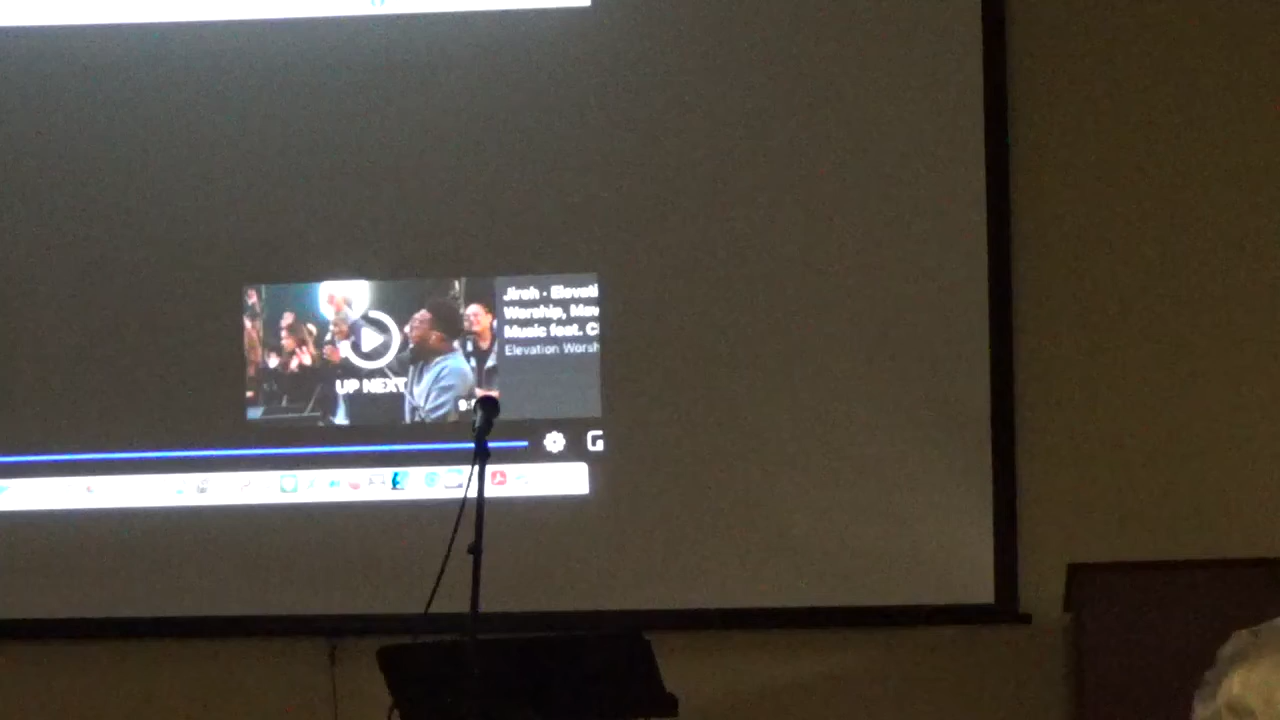 Jireh - Elevati
Worship, Mav
Music feat. C
Elevation Worsh
UP NEXT